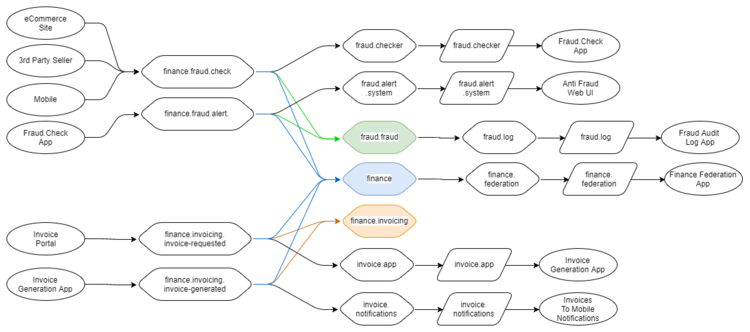 eCommerce
Site
3rd Party Seller
Mobile
Fraud.Check
App
finance.fraud.check
finance.fraud.alert.
fraud.checker
fraud.checker
Fraud.Check
App
fraud.alert
.system
fraud.alert
.system
Anti Fraud
Web UI
fraud.fraud
fraud.log
fraud.log
Fraud Audit
Log App
finance
finance.
federation
finance.
federation
Finance Federation
App
finance.invoicing
Invoice
Portal
finance.invoicing.
invoice-requested
invoice.app
invoice.app
Invoice
Generation App
Invoice
Generation App
finance.invoicing.
invoice-generated
invoice.
notifications
invoice.
notifications
Invoices
To Mobile
Notifications